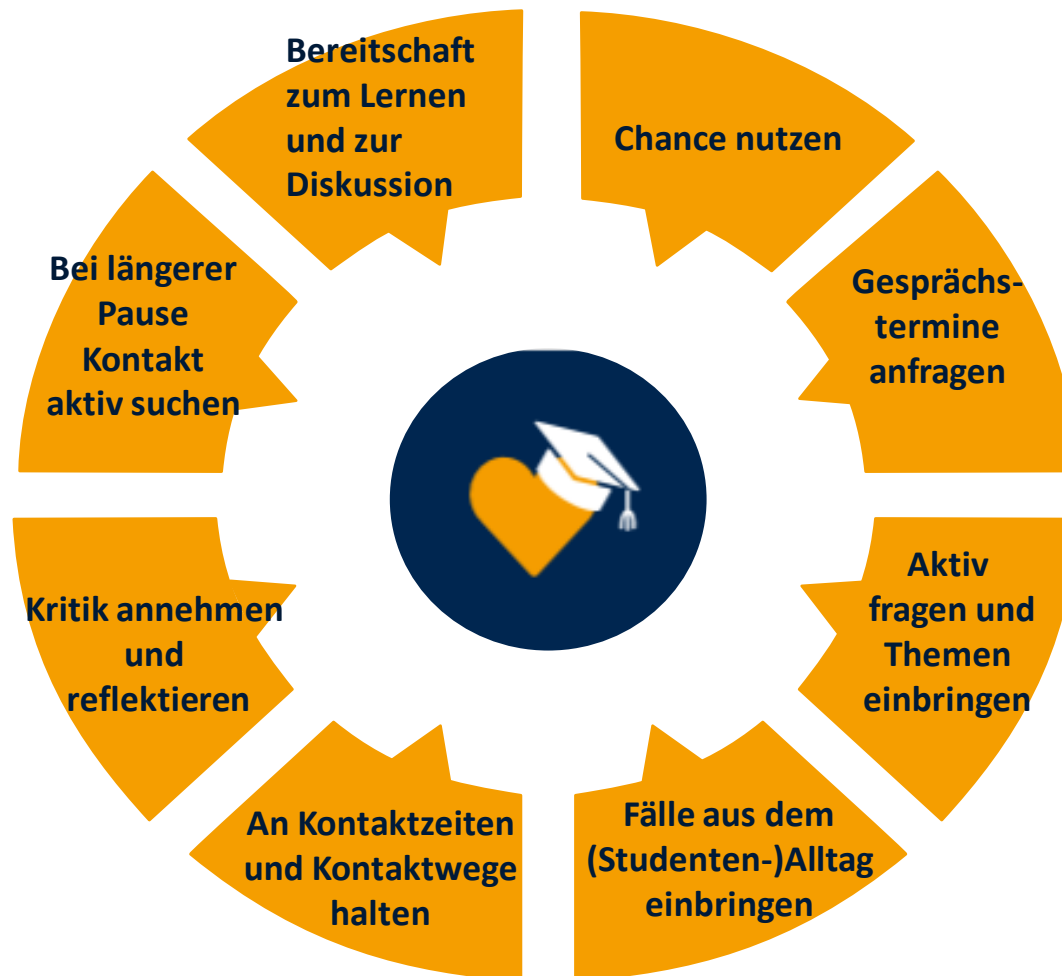 Bereitschaft
zum Lernen
und zur
Diskussion
Chance nutzen
Gesprächs-
termine
anfragen
Aktiv
fragen und
Themen
einbringen
Fälle aus dem
(Studenten-)Alltag
einbringen
An Kontaktzeiten
und Kontaktwege
halten
Kritik annehmen
und
reflektieren
Bei längerer
Pause
Kontakt
aktiv suchen